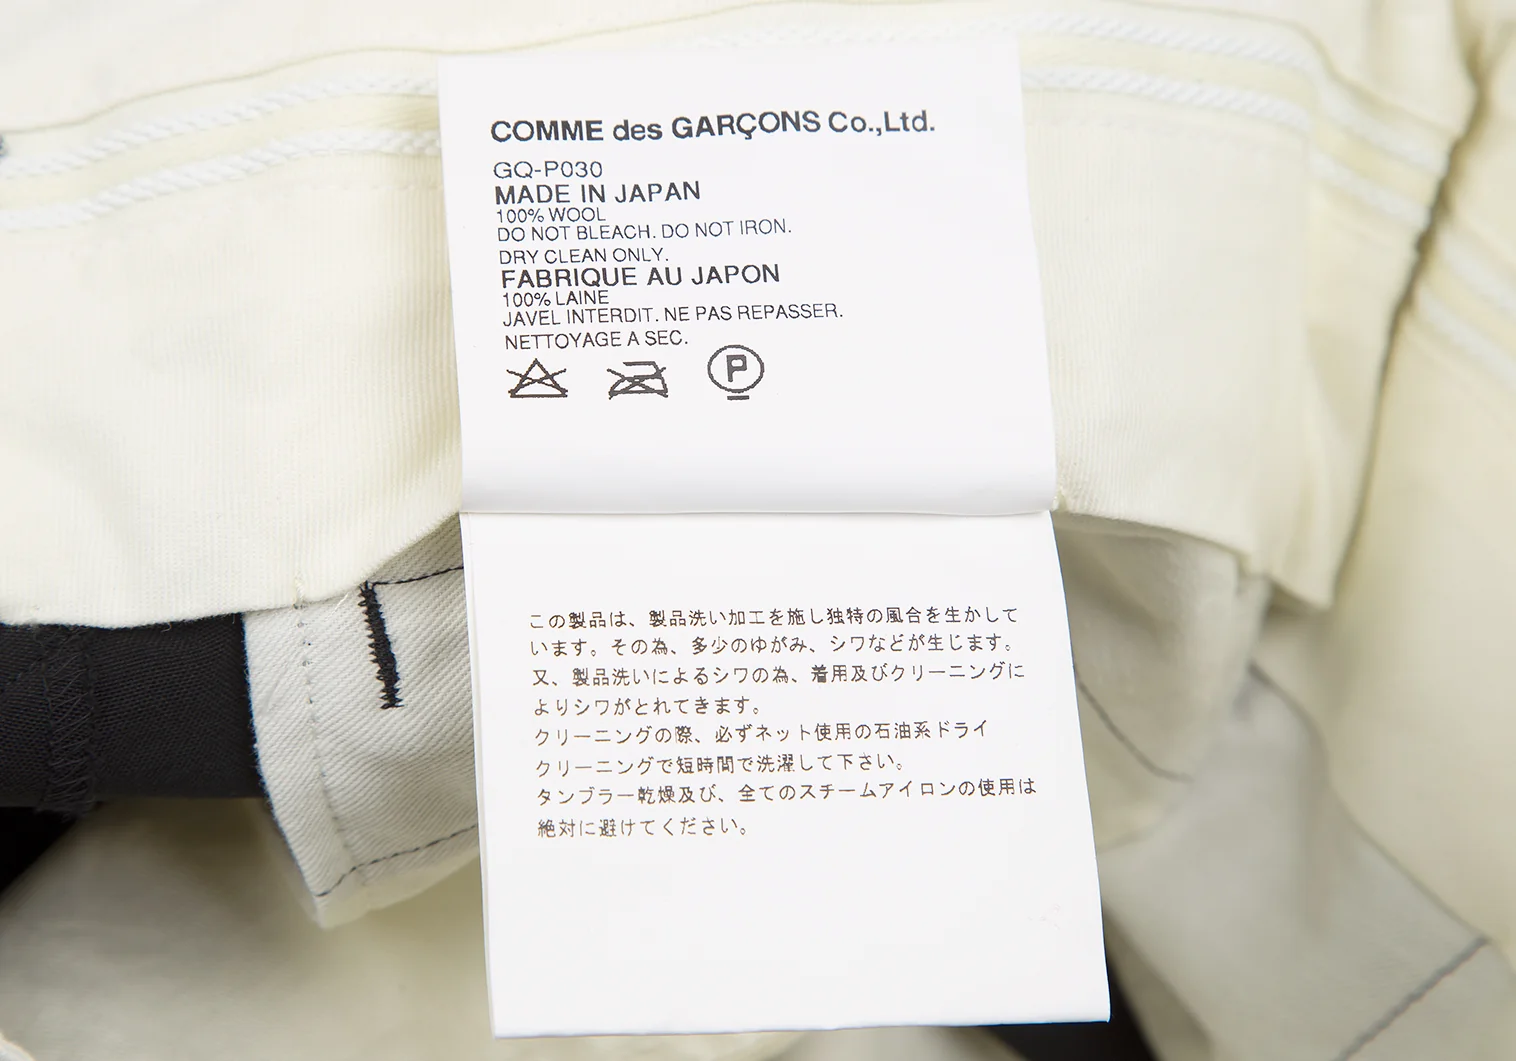 COMME des GARÇONS Co.,Ltd.
GQ-P030
MADE IN JAPAN
100% WOOL
DO NOT BLEACH. DO NOT IRON.
DRY CLEAN ONLY.
FABRIQUE AU JAPON
100% LAINE
JAVEL INTERDIT. NE PAS REPASSER.
NETTOYAGE A SEC.
P
この製品は、製品洗い加工を施し独特の風合を生かして
います。その為、多少のゆがみ、シワなどが生じます。
又、製品洗いによるシワの為、着用及びクリーニングに
よりシワがとれてきます。
クリーニングの際、必ずネット使用の石油系ドライ
クリーニングで短時間で洗濯して下さい。
タンブラー乾燥及び、全てのスチームアイロンの使用は
絶対に避けてください。